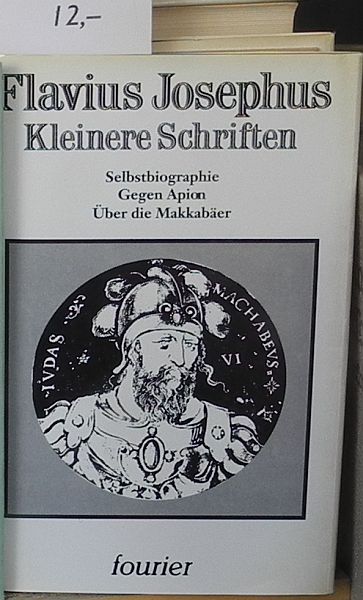 12,–
Flavius Josephus
Kleinere Schriften
Selbstbiographie
Gegen Apion
Über die Makkabäer
IVDAS MACHABEVS
VI
fourier